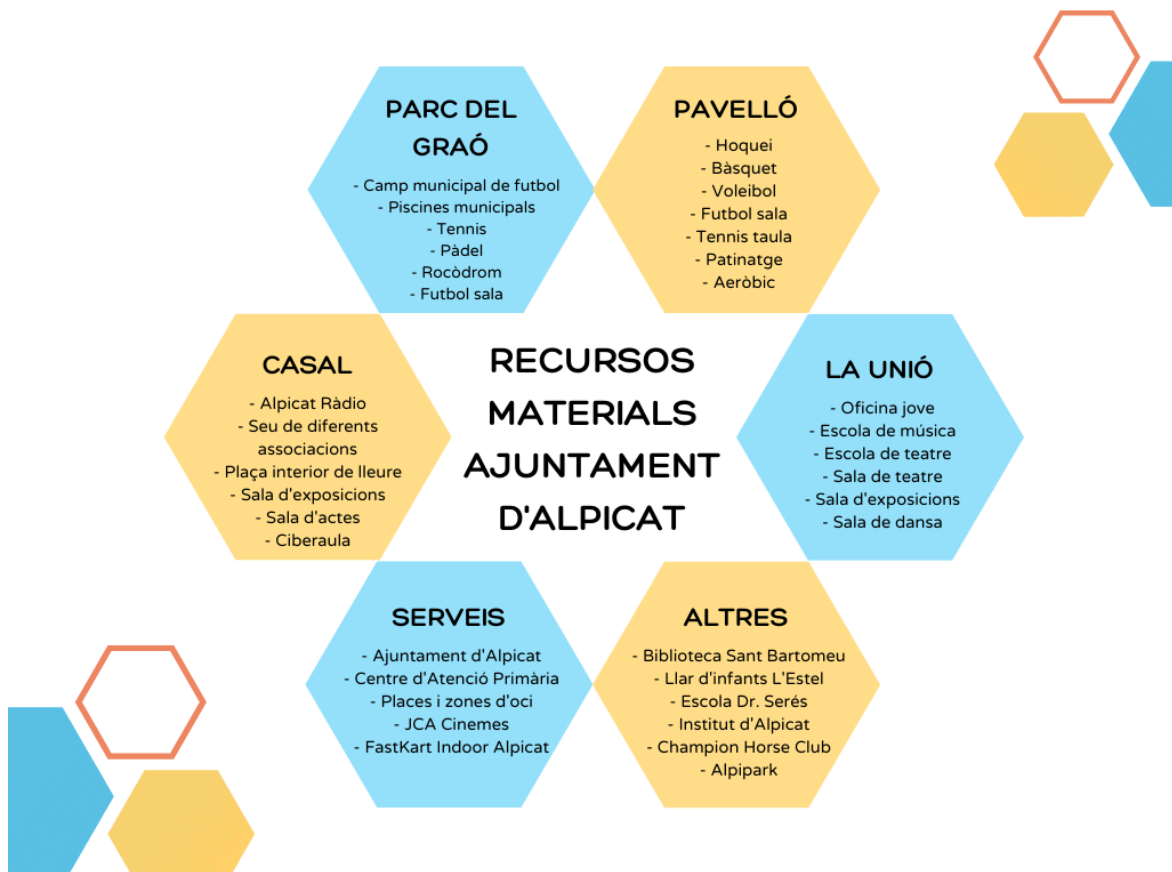 PARC DEL
GRAÓ
- Camp municipal de futbol
- Piscines municipals
- Tennis
- Pàdel
- Rocòdrom
- Futbol sala
PAVELLÓ
- Hoquei
- Bàsquet
- Voleibol
- Futbol sala
- Tennis taula
- Patinatge
- Aeròbic
CASAL
- Alpicat Ràdio
- Seu de diferents
associacions
- Plaça interior de lleure
- Sala d'exposicions
- Sala d'actes
- Ciberaula
RECURSOS
MATERIALS
AJUNTAMENT
D'ALPICAT
LA UNIÓ
- Oficina jove
- Escola de música
- Escola de teatre
- Sala de teatre
- Sala d'exposicions
- Sala de dansa
SERVEIS
- Ajuntament d'Alpicat
- Centre d'Atenció Primària
- Places i zones d'oci
- JCA Cinemes
- FastKart Indoor Alpicat
ALTRES
- Biblioteca Sant Bartomeu
- Llar d'infants L'Estel
- Escola Dr. Serés
- Institut d'Alpicat
- Champion Horse Club
- Alpipark